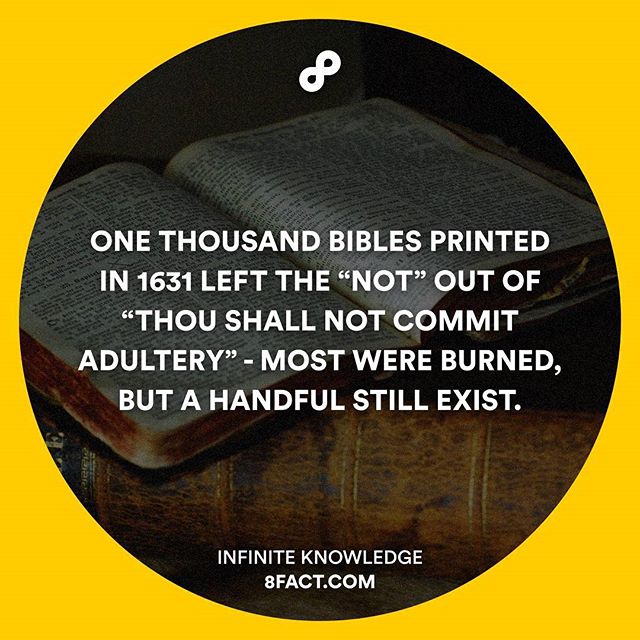 ONE THOUSAND BIBLES PRINTED
IN 1631 LEFT THE “NOT” OUT OF
“THOU SHALL NOT COMMIT
ADULTERY” - MOST WERE BURNED,
BUT A HANDFUL STILL EXIST.
INFINITE KNOWLEDGE
8FACT.COM